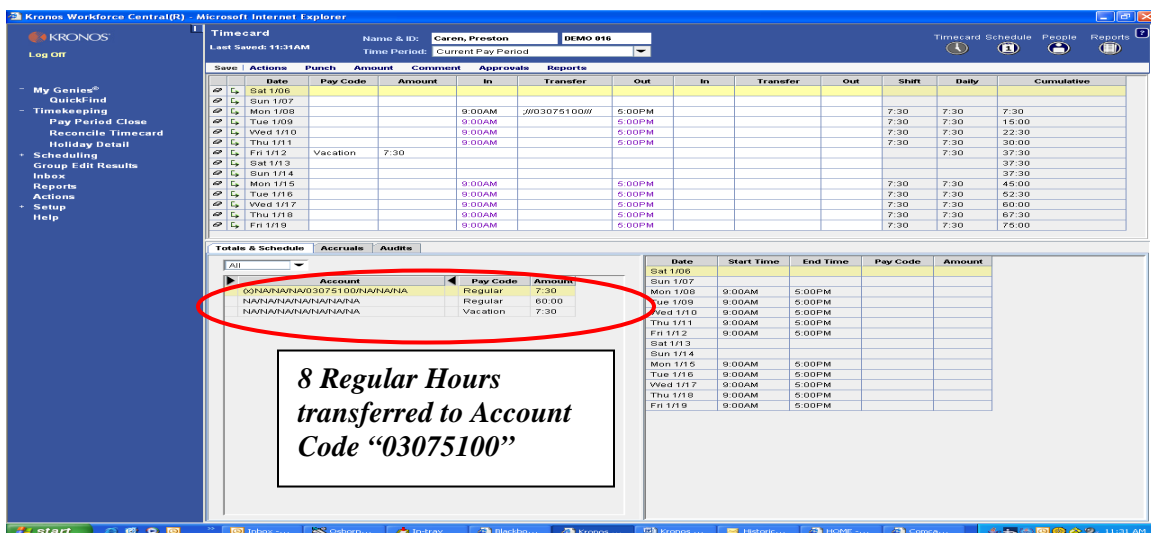 Kronos Workforce Central(R) - Microsoft Internet Explorer
KRONOS®
Log Off
Timecard
Last Saved: 11:31AM
Name & ID: Caren, Preston DEMO 016
Time Period: Current Pay Period
Timecard Schedule People Reports
Save | Actions Punch Amount Comment Approvals Reports
- My Genies®
QuickFind
- Timekeeping
Pay Period Close
Reconcile Timecard
Holiday Detail
+ Scheduling
Group Edit Results
Inbox
Reports
Actions
+ Setup
Help
Date Pay Code Amount In Transfer Out In Transfer Out Shift Daily Cumulative
Sat 1/06
Sun 1/07
Mon 1/08 9:00AM ;///03075100/// 5:00PM 7:30 7:30 7:30
Tue 1/09 9:00AM 5:00PM 7:30 7:30 15:00
Wed 1/10 9:00AM 5:00PM 7:30 7:30 22:30
Thu 1/11 9:00AM 5:00PM 7:30 7:30 30:00
Fri 1/12 Vacation 7:30 7:30 37:30
Sat 1/13 37:30
Sun 1/14 37:30
Mon 1/15 9:00AM 5:00PM 7:30 7:30 45:00
Tue 1/16 9:00AM 5:00PM 7:30 7:30 52:30
Wed 1/17 9:00AM 5:00PM 7:30 7:30 60:00
Thu 1/18 9:00AM 5:00PM 7:30 7:30 67:30
Fri 1/19 9:00AM 5:00PM 7:30 7:30 75:00
Totals & Schedule Accruals Audits
All
Account Pay Code Amount
(x)NA/NA/NA/03075100/NA/NA/NA Regular 7:30
NA/NA/NA/NA/NA/NA/NA Regular 60:00
NA/NA/NA/NA/NA/NA/NA Vacation 7:30
8 Regular Hours
transferred to Account
Code “03075100”
Date Start Time End Time Pay Code Amount
Sat 1/06
Sun 1/07
Mon 1/08 9:00AM 5:00PM
Tue 1/09 9:00AM 5:00PM
Wed 1/10 9:00AM 5:00PM
Thu 1/11 9:00AM 5:00PM
Fri 1/12 9:00AM 5:00PM
Sat 1/13
Sun 1/14
Mon 1/15 9:00AM 5:00PM
Tue 1/16 9:00AM 5:00PM
Wed 1/17 9:00AM 5:00PM
Thu 1/18 9:00AM 5:00PM
Fri 1/19 9:00AM 5:00PM
start Inbox - ... Osborn... In-tray Blackbo... Kronos ... Kronos ... Historic... HOME - ... Comca... 11:31 AM